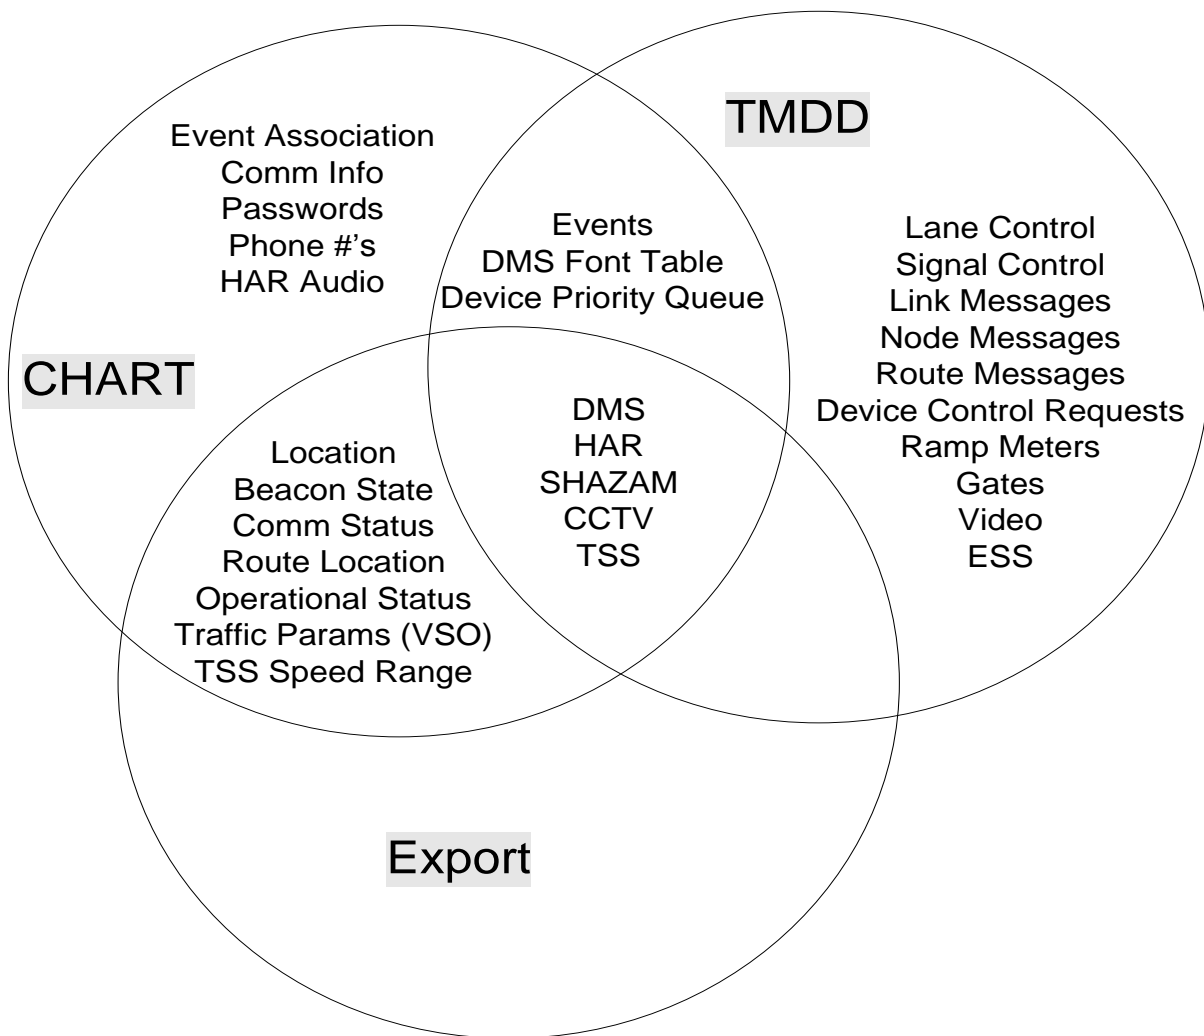 TMDD
Event Association
Comm Info
Passwords
Phone #'s
HAR Audio
Events
DMS Font Table
Device Priority Queue
Lane Control
Signal Control
Link Messages
Node Messages
Route Messages
Device Control Requests
Ramp Meters
Gates
Video
ESS
CHART
DMS
HAR
SHAZAM
CCTV
TSS
Location
Beacon State
Comm Status
Route Location
Operational Status
Traffic Params (VSO)
TSS Speed Range
Export